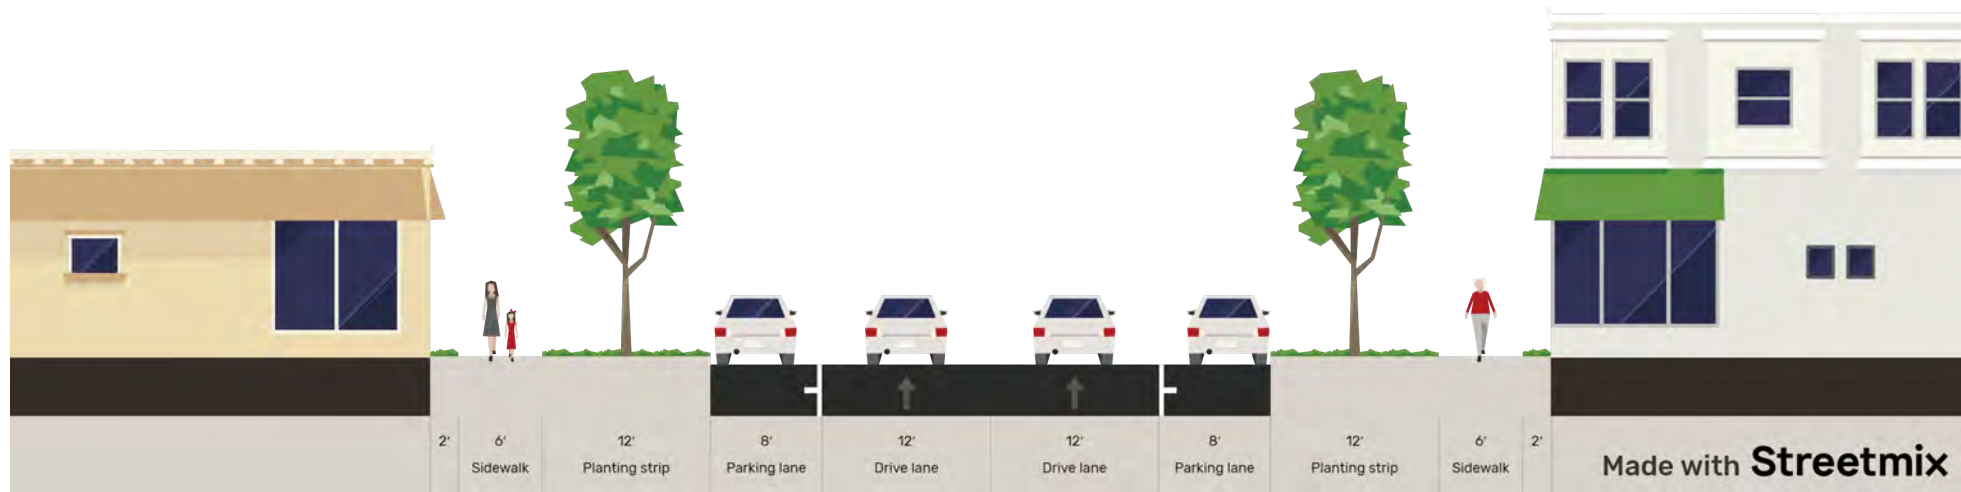 2'
6'
Sidewalk
12'
Planting strip
8'
Parking lane
12'
Drive lane
12'
Drive lane
8'
Parking lane
12'
Planting strip
6'
Sidewalk
2'
Made with Streetmix